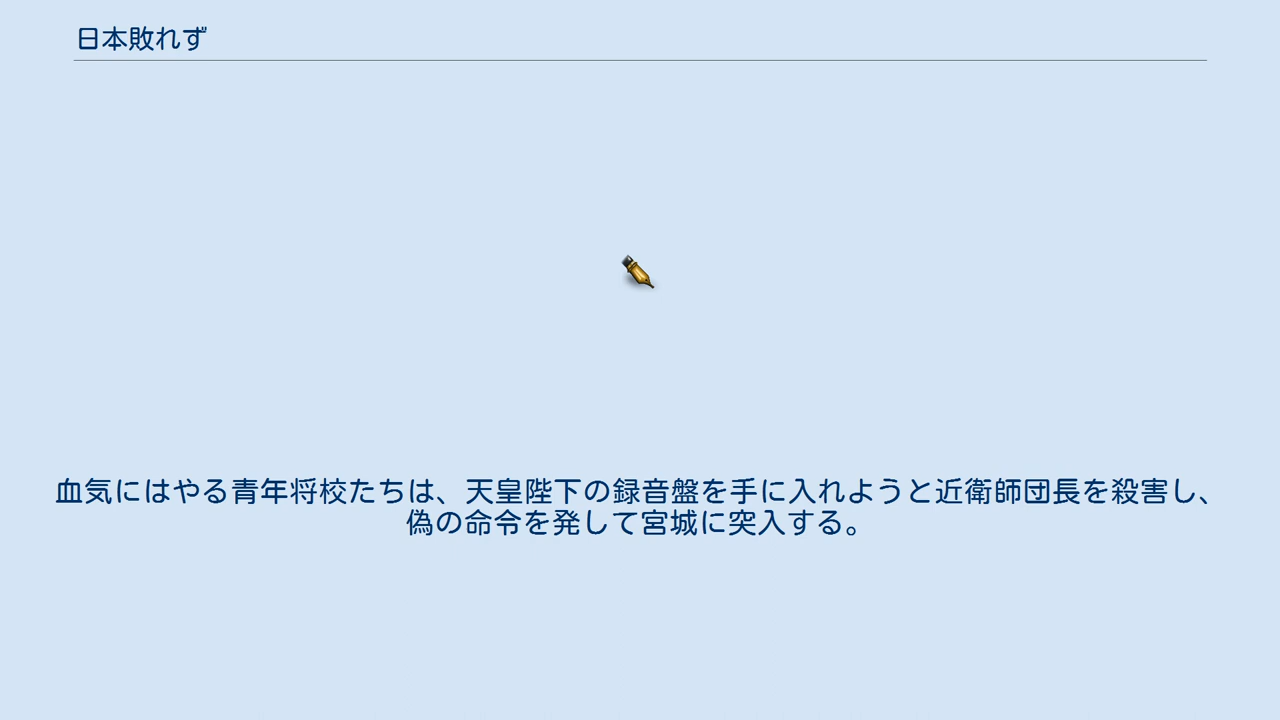 日本敗れず
血気にはやる青年将校たちは、天皇陛下の録音盤を手に入れようと近衛師団長を殺害し、
偽の命令を発して宮城に突入する。